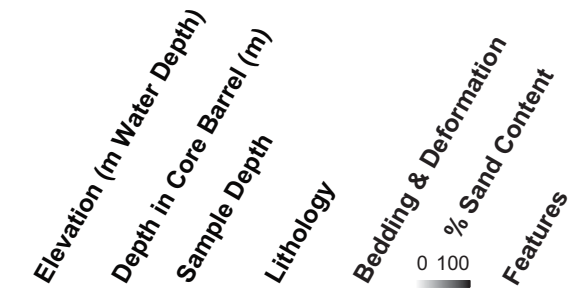 Elevation (m Water Depth)
Depth in Core Barrel (m)
Sample Depth
Lithology
Bedding & Deformation
% Sand Content
0 100
Features